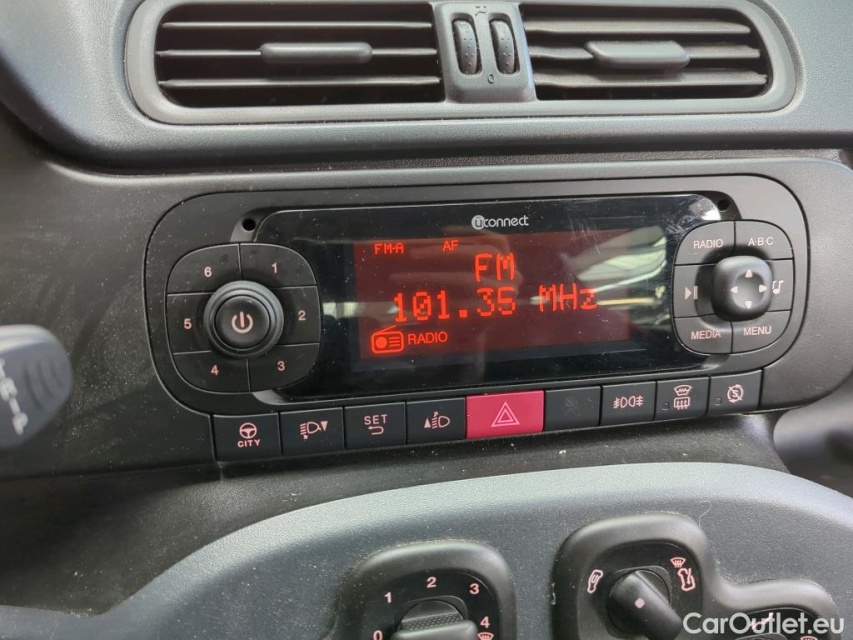 0
uconnect
FM-A AF
FM
101.35 MHz
RADIO
6 1
5 2
4 3
RADIO A·B·C
MEDIA MENU
CITY
SET
1 2 3
0 4
CarOutlet.eu